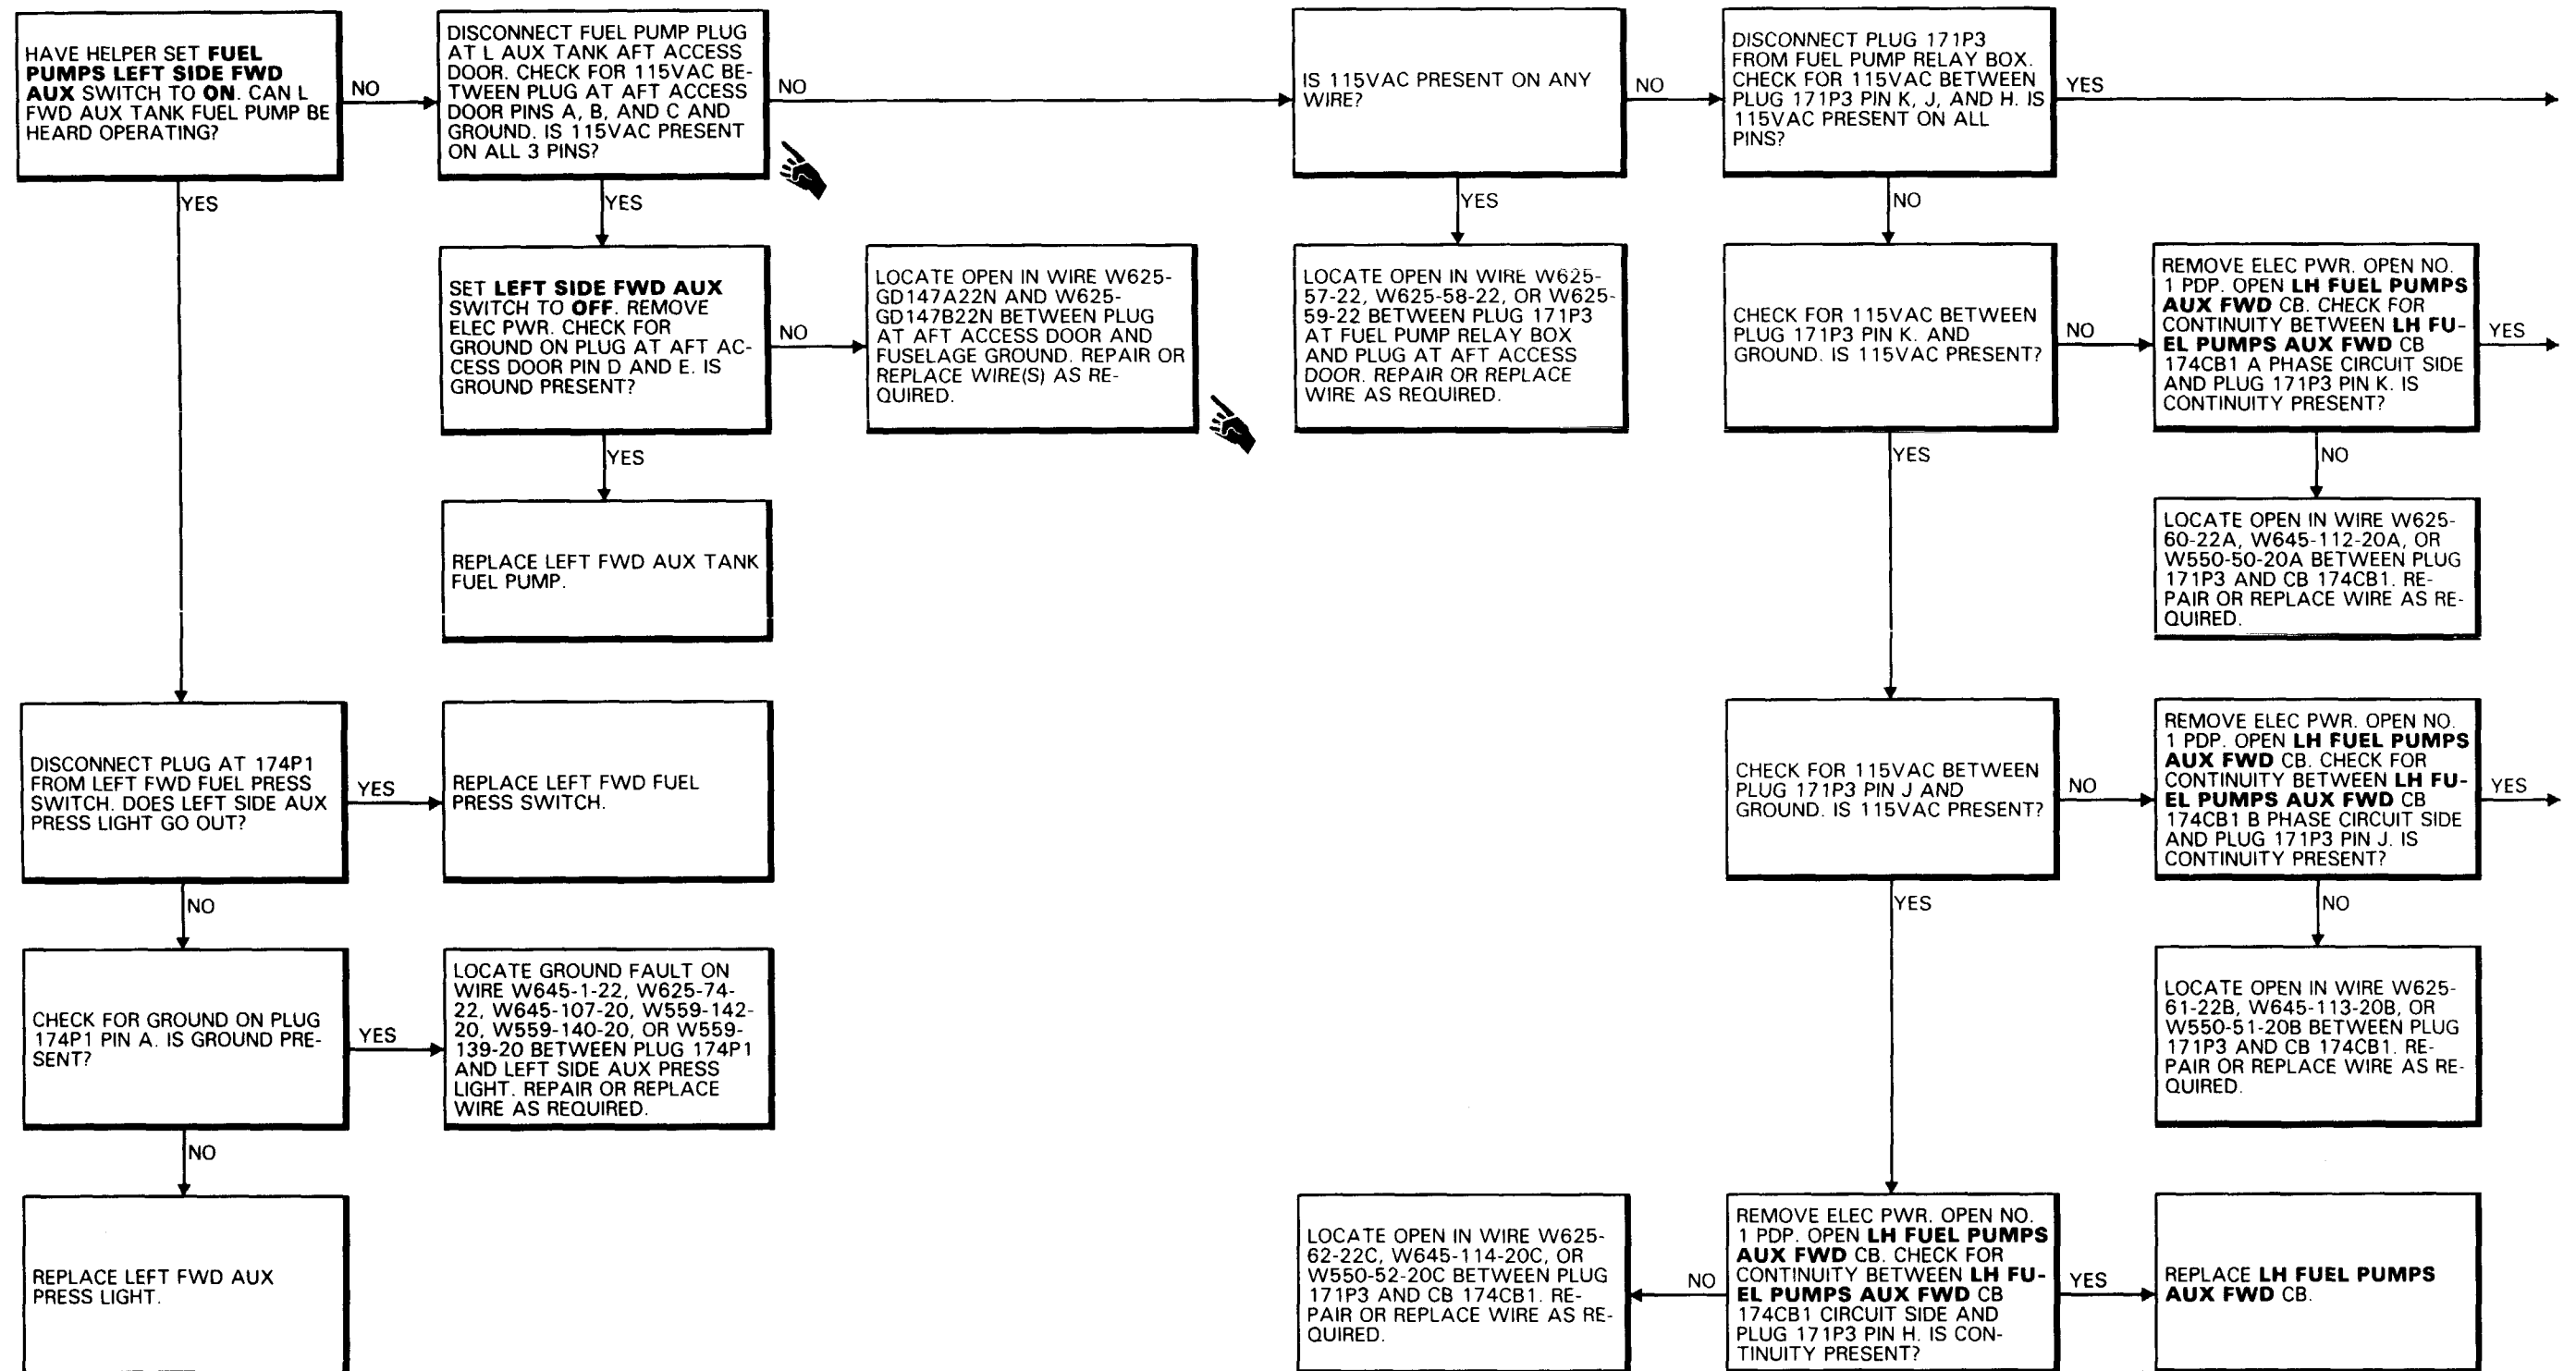 HAVE HELPER SET FUEL
PUMPS LEFT SIDE FWD
AUX SWITCH TO ON. CAN L
FWD AUX TANK FUEL PUMP BE
HEARD OPERATING?
NO
YES
DISCONNECT FUEL PUMP PLUG
AT L AUX TANK AFT ACCESS
DOOR. CHECK FOR 115VAC BE-
TWEEN PLUG AT AFT ACCESS
DOOR PINS A, B, AND C AND
GROUND. IS 115VAC PRESENT
ON ALL 3 PINS?
NO
YES
IS 115VAC PRESENT ON ANY
WIRE?
NO
YES
DISCONNECT PLUG 171P3
FROM FUEL PUMP RELAY BOX.
CHECK FOR 115VAC BETWEEN
PLUG 171P3 PIN K, J, AND H. IS
115VAC PRESENT ON ALL
PINS?
YES
NO
SET LEFT SIDE FWD AUX
SWITCH TO OFF. REMOVE
ELEC PWR. CHECK FOR
GROUND ON PLUG AT AFT AC-
CESS DOOR PIN D AND E. IS
GROUND PRESENT?
NO
YES
LOCATE OPEN IN WIRE W625-
GD147A22N AND W625-
GD147B22N BETWEEN PLUG
AT AFT ACCESS DOOR AND
FUSELAGE GROUND. REPAIR OR
REPLACE WIRE(S) AS RE-
QUIRED.
LOCATE OPEN IN WIRE W625-
57-22, W625-58-22, OR W625-
59-22 BETWEEN PLUG 171P3
AT FUEL PUMP RELAY BOX
AND PLUG AT AFT ACCESS
DOOR. REPAIR OR REPLACE
WIRE AS REQUIRED.
CHECK FOR 115VAC BETWEEN
PLUG 171P3 PIN K. AND
GROUND. IS 115VAC PRESENT?
NO
YES
REMOVE ELEC PWR. OPEN NO.
1 PDP. OPEN LH FUEL PUMPS
AUX FWD CB. CHECK FOR
CONTINUITY BETWEEN LH FU-
EL PUMPS AUX FWD CB
174CB1 A PHASE CIRCUIT SIDE
AND PLUG 171P3 PIN K. IS
CONTINUITY PRESENT?
YES
NO
REPLACE LEFT FWD AUX TANK
FUEL PUMP.
LOCATE OPEN IN WIRE W625-
60-22A, W645-112-20A, OR
W550-50-20A BETWEEN PLUG
171P3 AND CB 174CB1. RE-
PAIR OR REPLACE WIRE AS RE-
QUIRED.
DISCONNECT PLUG AT 174P1
FROM LEFT FWD FUEL PRESS
SWITCH. DOES LEFT SIDE AUX
PRESS LIGHT GO OUT?
YES
NO
REPLACE LEFT FWD FUEL
PRESS SWITCH.
CHECK FOR 115VAC BETWEEN
PLUG 171P3 PIN J AND
GROUND. IS 115VAC PRESENT?
NO
YES
REMOVE ELEC PWR. OPEN NO.
1 PDP. OPEN LH FUEL PUMPS
AUX FWD CB. CHECK FOR
CONTINUITY BETWEEN LH FU-
EL PUMPS AUX FWD CB
174CB1 B PHASE CIRCUIT SIDE
AND PLUG 171P3 PIN J. IS
CONTINUITY PRESENT?
YES
NO
CHECK FOR GROUND ON PLUG
174P1 PIN A. IS GROUND PRE-
SENT?
YES
NO
LOCATE GROUND FAULT ON
WIRE W645-1-22, W625-74-
22, W645-107-20, W559-142-
20, W559-140-20, OR W559-
139-20 BETWEEN PLUG 174P1
AND LEFT SIDE AUX PRESS
LIGHT. REPAIR OR REPLACE
WIRE AS REQUIRED.
LOCATE OPEN IN WIRE W625-
61-22B, W645-113-20B, OR
W550-51-20B BETWEEN PLUG
171P3 AND CB 174CB1. RE-
PAIR OR REPLACE WIRE AS RE-
QUIRED.
REPLACE LEFT FWD AUX
PRESS LIGHT.
LOCATE OPEN IN WIRE W625-
62-22C, W645-114-20C, OR
W550-52-20C BETWEEN PLUG
171P3 AND CB 174CB1. RE-
PAIR OR REPLACE WIRE AS RE-
QUIRED.
NO
REMOVE ELEC PWR. OPEN NO.
1 PDP. OPEN LH FUEL PUMPS
AUX FWD CB. CHECK FOR
CONTINUITY BETWEEN LH FU-
EL PUMPS AUX FWD CB
174CB1 CIRCUIT SIDE AND
PLUG 171P3 PIN H. IS CON-
TINUITY PRESENT?
YES
REPLACE LH FUEL PUMPS
AUX FWD CB.